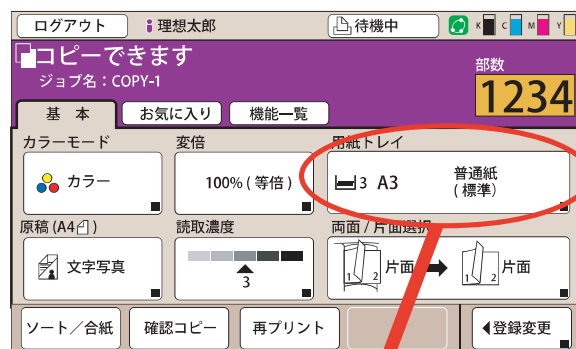 ログアウト i 理想太郎 待機中 K C M Y
コピーできます
ジョブ名：COPY-1
部数
1234
基 本 お気に入り 機能一覧
カラーモード 変倍 用紙トレイ
カラー 100% ( 等倍 ) 3 A3 普通紙
( 標準 )
原稿 (A4 ) 読取濃度 両面 / 片面選択
文字写真 3 1 2 片面 1 2 片面
ソート／合紙 確認コピー 再プリント 登録変更